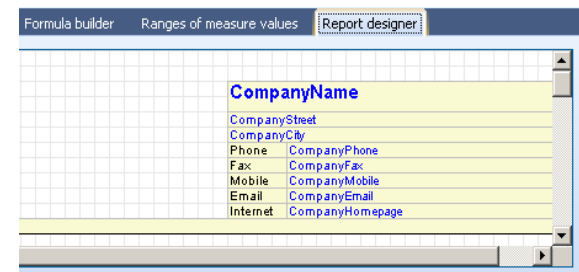 Formula builder Ranges of measure values Report designer
CompanyName
CompanyStreet
CompanyCity
Phone CompanyPhone
Fax CompanyFax
Mobile CompanyMobile
Email CompanyEmail
Internet CompanyHomepage